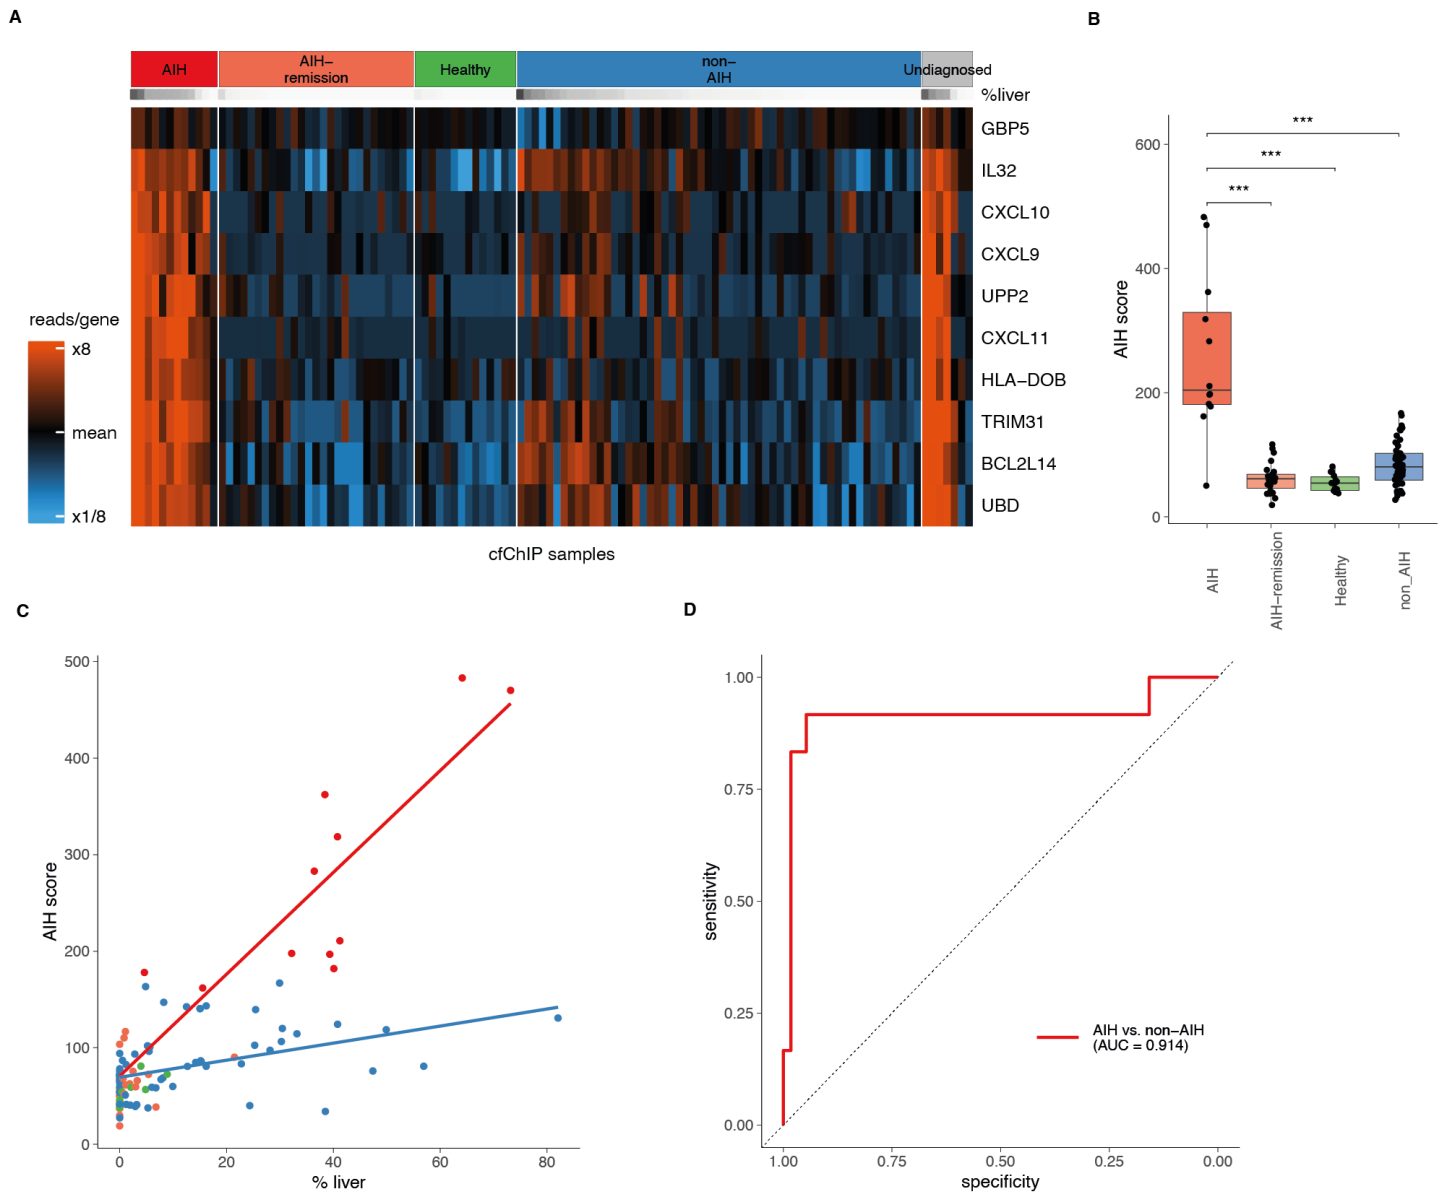 A
B
AIH
AIH–
remission
Healthy
non–
AIH
Undiagnosed
%liver
GBP5
IL32
CXCL10
CXCL9
UPP2
CXCL11
HLA–DOB
TRIM31
BCL2L14
UBD
reads/gene
x8
mean
x1/8
cfChIP samples
600
400
200
0
AIH score
***
***
***
AIH
AIH–remission
Healthy
non_AIH
C
500
400
300
200
100
0
AIH score
0
20
40
60
80
% liver
D
1.00
0.75
0.50
0.25
0.00
sensitivity
AIH vs. non–AIH
(AUC = 0.914)
1.00
0.75
0.50
0.25
0.00
specificity